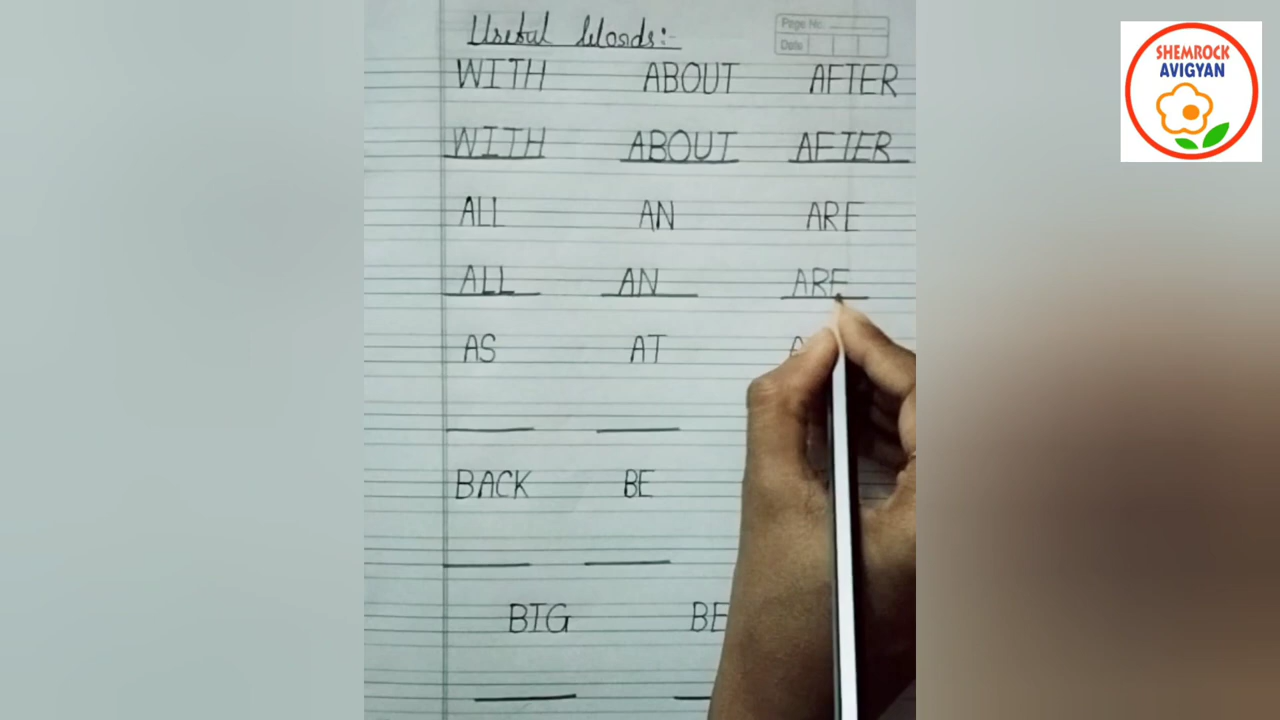 Useful Words:-
Page No.
Date
SHEMROCK
AVIGYAN
WITH ABOUT AFTER
WITH ABOUT AFTER
ALL AN ARE
ALL AN ARE
AS AT
BACK BE
BIG